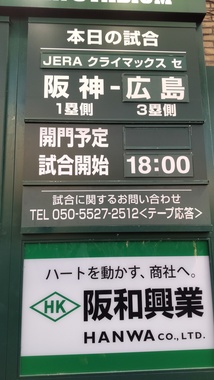 本日の試合
JERA クライマックス セ
阪神-広島
1塁側 3塁側
開門予定
試合開始 18:00
試合に関するお問い合わせ
TEL 050-5527-2512<テープ応答>
ハートを動かす、商社へ。
HK 阪和興業
HANWA CO., LTD.